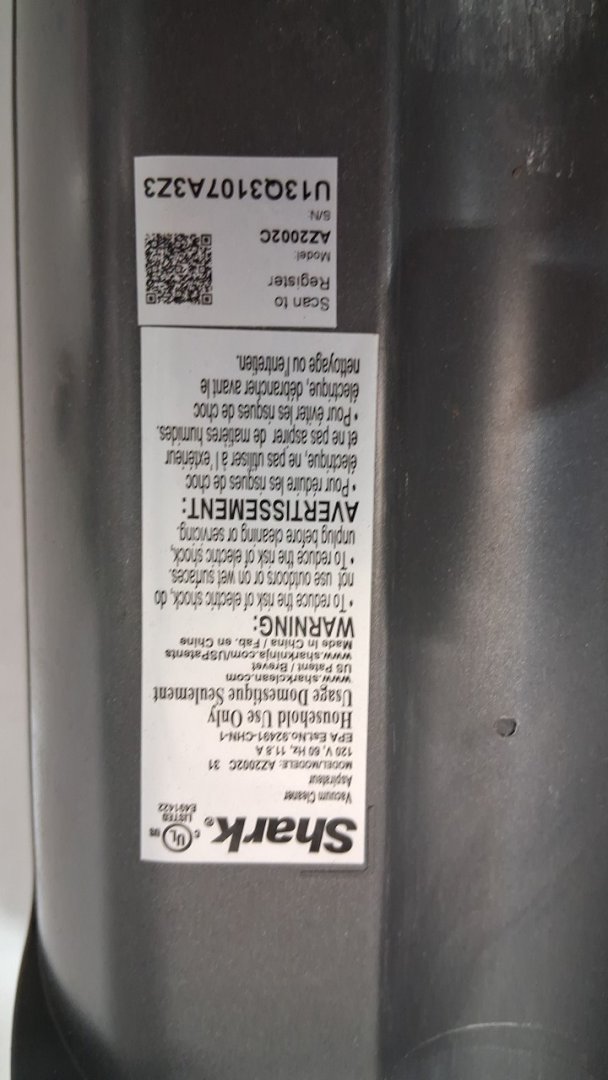 Shark®
C UL US
LISTED
E491422
Vacuum Cleaner
Aspirateur
MODEL/MODELE: AZ2002C 31
120 V, 60 Hz, 11.8 A
EPA Est.No.92491-CHN-1
Household Use Only
Usage Domestique Seulement
www.sharkclean.com
US Patent / Brevet
www.sharkninja.com/USPatents
Made in China / Fab. en Chine
WARNING:
• To reduce the risk of electric shock, do
not use outdoors or on wet surfaces.
• To reduce the risk of electric shock,
unplug before cleaning or servicing.
AVERTISSEMENT:
• Pour réduire les risques de choc
électrique, ne pas utiliser à l'extérieur
et ne pas aspirer de matières humides.
• Pour éviter les risques de choc
électrique, débrancher avant le
nettoyage ou l'entretien.
Scan to
Register
Model:
AZ2002C
S/N:
U13Q3107A3Z3